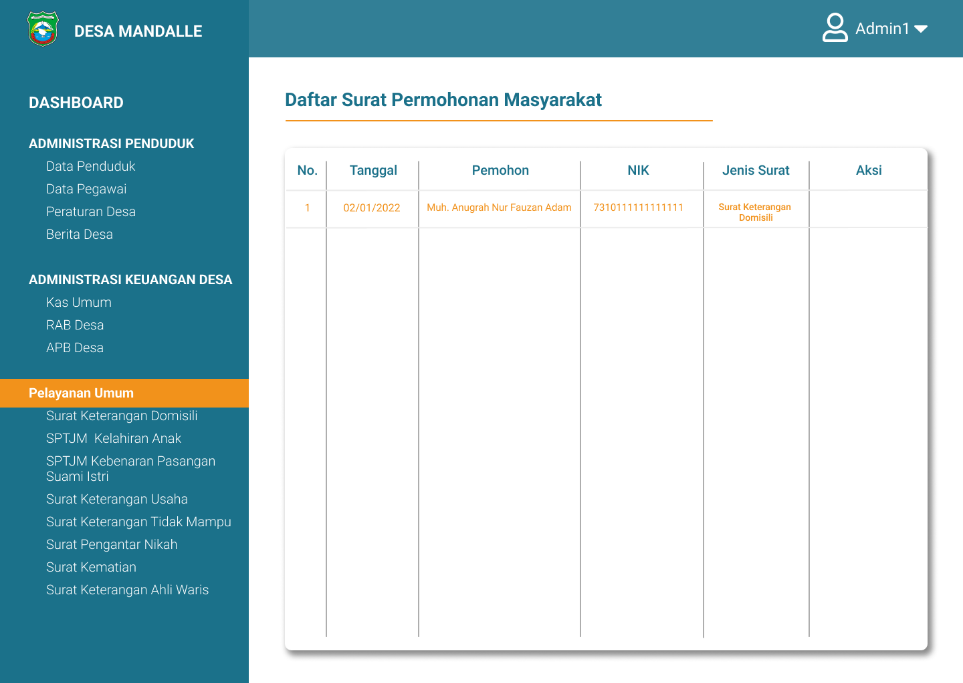 DESA MANDALLE
Admin1
DASHBOARD
ADMINISTRASI PENDUDUK
Data Penduduk
Data Pegawai
Peraturan Desa
Berita Desa
ADMINISTRASI KEUANGAN DESA
Kas Umum
RAB Desa
APB Desa
Pelayanan Umum
Surat Keterangan Domisili
SPTJM Kelahiran Anak
SPTJM Kebenaran Pasangan
Suami Istri
Surat Keterangan Usaha
Surat Keterangan Tidak Mampu
Surat Pengantar Nikah
Surat Kematian
Surat Keterangan Ahli Waris
Daftar Surat Permohonan Masyarakat
No. Tanggal Pemohon NIK Jenis Surat Aksi
1 02/01/2022 Muh. Anugrah Nur Fauzan Adam 7310111111111111 Surat Keterangan
Domisili